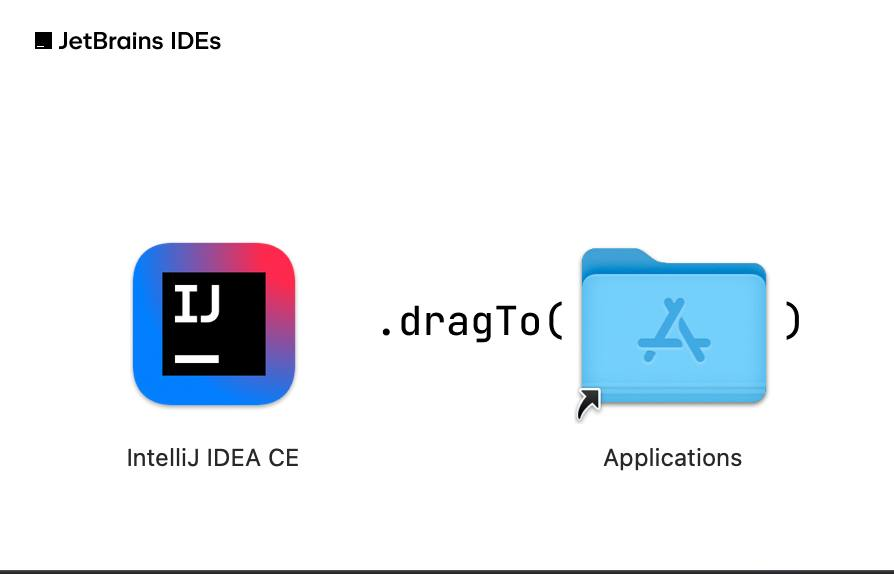 JetBrains IDEs
IJ
.dragTo( )
IntelliJ IDEA CE
Applications